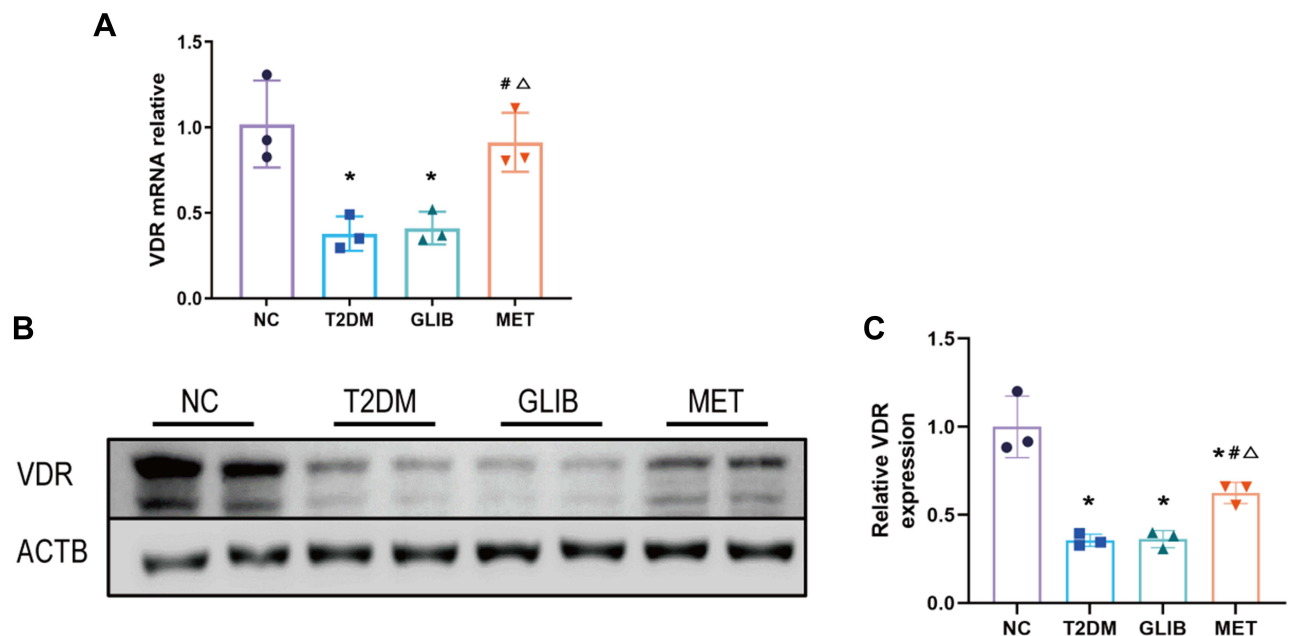 A
VDR mRNA relative
1.5
1.0
0.5
0.0
* * # △
NC T2DM GLIB MET
B
NC T2DM GLIB MET
VDR
ACTB
C
Relative VDR
expression
1.5
1.0
0.5
0.0
* * *#△
NC T2DM GLIB MET